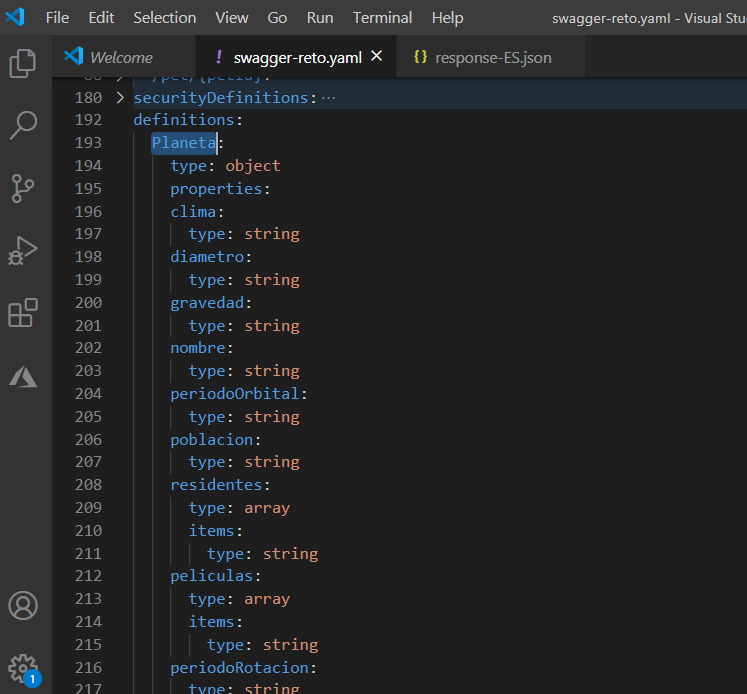 File Edit Selection View Go Run Terminal Help swagger-reto.yaml - Visual Stu
Welcome ! swagger-reto.yaml × {} response-ES.json
180 > securityDefinitions: ···
192 definitions:
193 Planeta:
194 type: object
195 properties:
196 clima:
197 type: string
198 diametro:
199 type: string
200 gravedad:
201 type: string
202 nombre:
203 type: string
204 periodoOrbital:
205 type: string
206 poblacion:
207 type: string
208 residentes:
209 type: array
210 items:
211 type: string
212 peliculas:
213 type: array
214 items:
215 type: string
216 periodoRotacion:
217 type: string
1